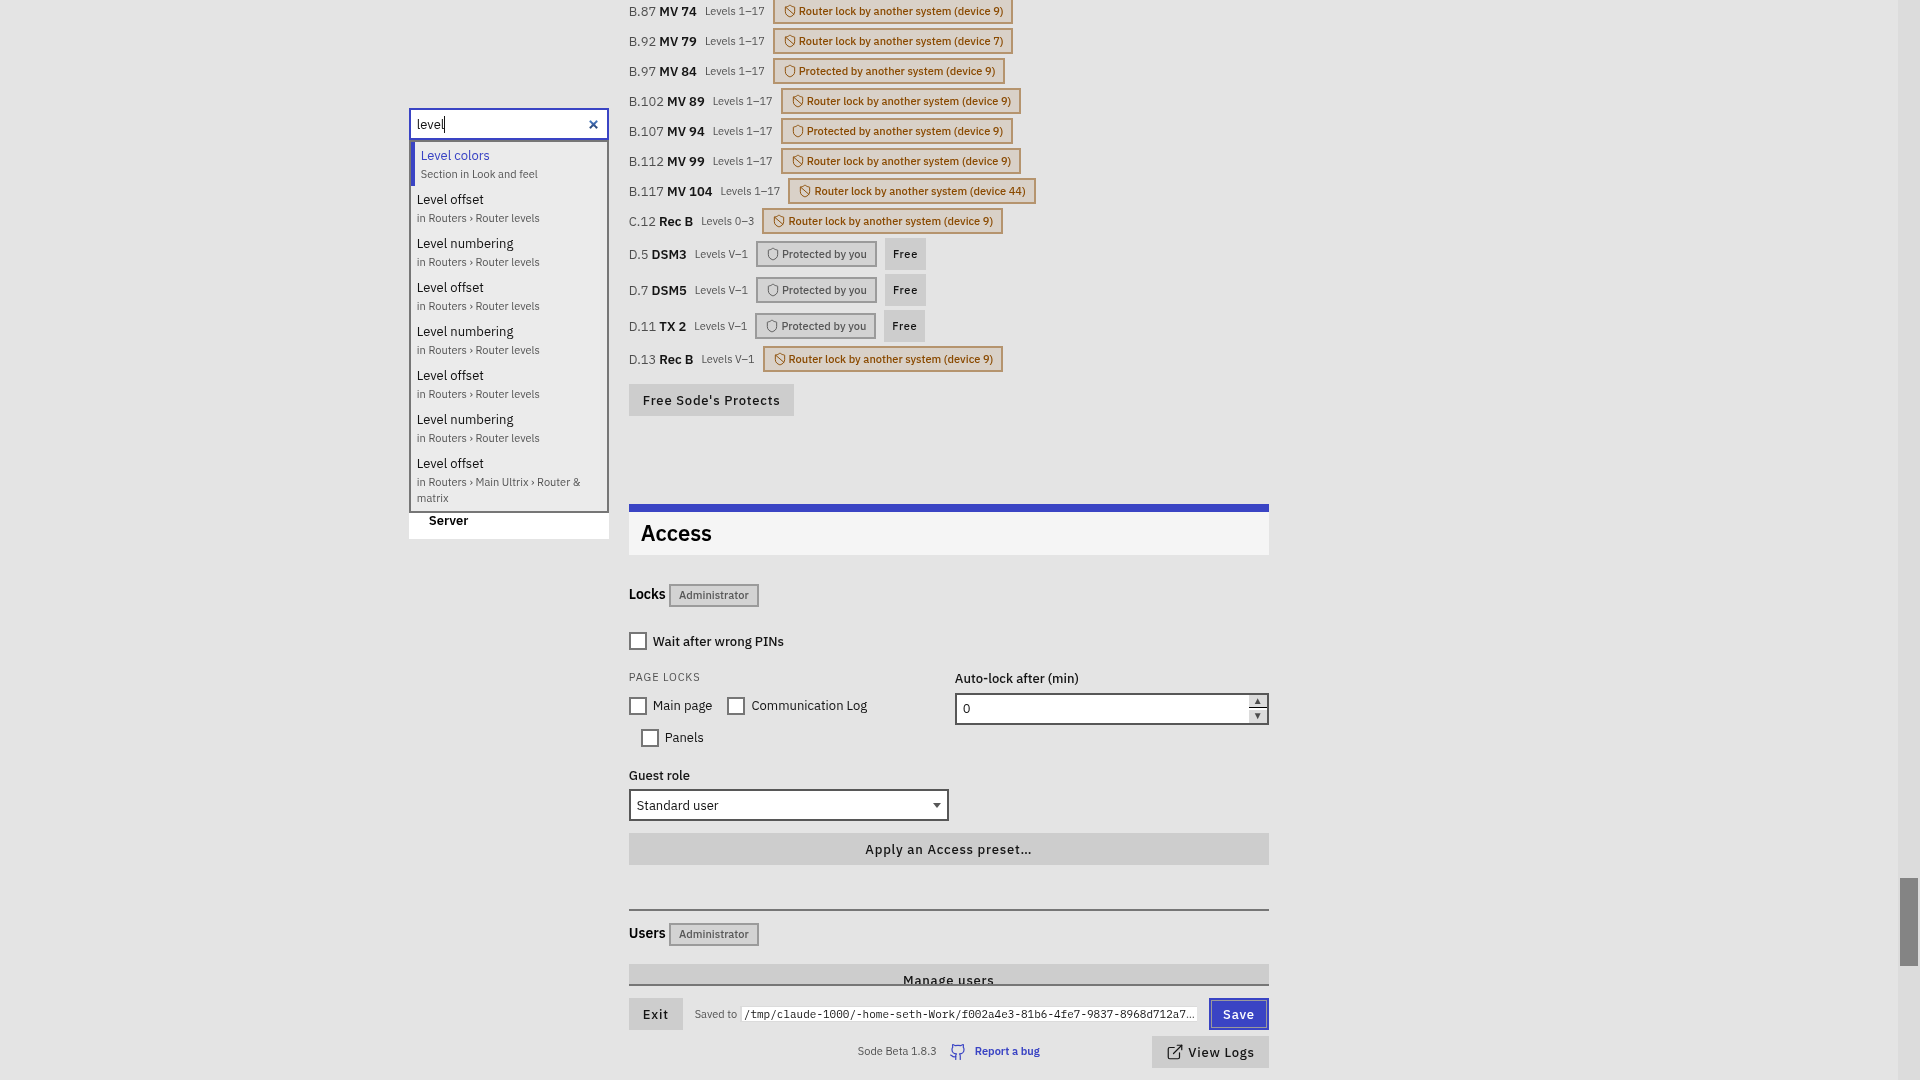 B.87 MV 74 Levels 1–17 Router lock by another system (device 9)
B.92 MV 79 Levels 1–17 Router lock by another system (device 7)
B.97 MV 84 Levels 1–17 Protected by another system (device 9)
B.102 MV 89 Levels 1–17 Router lock by another system (device 9)
B.107 MV 94 Levels 1–17 Protected by another system (device 9)
B.112 MV 99 Levels 1–17 Router lock by another system (device 9)
B.117 MV 104 Levels 1–17 Router lock by another system (device 44)
C.12 Rec B Levels 0–3 Router lock by another system (device 9)
D.5 DSM3 Levels V–1 Protected by you Free
D.7 DSM5 Levels V–1 Protected by you Free
D.11 TX 2 Levels V–1 Protected by you Free
D.13 Rec B Levels V–1 Router lock by another system (device 9)
Free Sode's Protects
level
Level colors
Section in Look and feel
Level offset
in Routers › Router levels
Level numbering
in Routers › Router levels
Level offset
in Routers › Router levels
Level numbering
in Routers › Router levels
Level offset
in Routers › Router levels
Level numbering
in Routers › Router levels
Level offset
in Routers › Main Ultrix › Router &
matrix
Server
Access
Locks Administrator
Wait after wrong PINs
PAGE LOCKS
Main page Communication Log
Panels
Auto-lock after (min)
0
Guest role
Standard user
Apply an Access preset…
Users Administrator
Manage users
Exit Saved to /tmp/claude-1000/-home-seth-Work/f002a4e3-81b6-4fe7-9837-8968d712a7… Save
Sode Beta 1.8.3 Report a bug View Logs